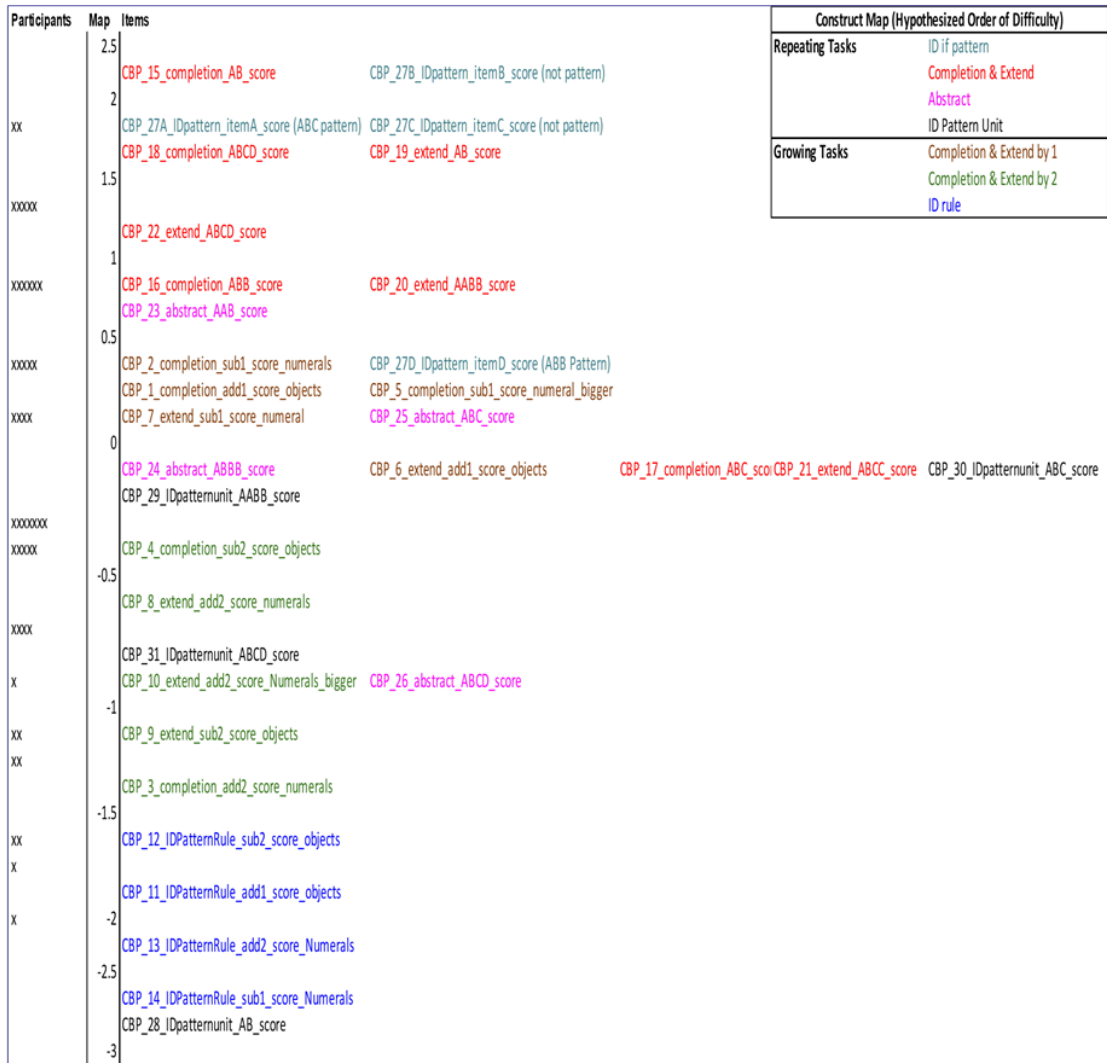 Participants Map Items
Construct Map (Hypothesized Order of Difficulty)
2.5
Repeating Tasks ID if pattern
CBP_15_completion_AB_score CBP_27B_IDpattern_itemB_score (not pattern)
Completion & Extend
2
Abstract
xx CBP_27A_IDpattern_itemA_score (ABC pattern) CBP_27C_IDpattern_itemC_score (not pattern)
ID Pattern Unit
CBP_18_completion_ABCD_score CBP_19_extend_AB_score
Growing Tasks Completion & Extend by 1
1.5
Completion & Extend by 2
xxxxx
ID rule
CBP_22_extend_ABCD_score
1
xxxxxx CBP_16_completion_ABB_score CBP_20_extend_AABB_score
CBP_23_abstract_AAB_score
0.5
xxxxx CBP_2_completion_sub1_score_numerals CBP_27D_IDpattern_itemD_score (ABB Pattern)
CBP_1_completion_add1_score_objects CBP_5_completion_sub1_score_numeral_bigger
xxxx CBP_7_extend_sub1_score_numeral CBP_25_abstract_ABC_score
0
CBP_24_abstract_ABBB_score CBP_6_extend_add1_score_objects CBP_17_completion_ABC_scoi CBP_21_extend_ABCC_score CBP_30_IDpatternunit_ABC_score
CBP_29_IDpatternunit_AABB_score
xxxxxxx
xxxxx CBP_4_completion_sub2_score_objects
-0.5
CBP_8_extend_add2_score_numerals
xxxx
CBP_31_IDpatternunit_ABCD_score
x CBP_10_extend_add2_score_Numerals_bigger CBP_26_abstract_ABCD_score
-1
xx CBP_9_extend_sub2_score_objects
xx
CBP_3_completion_add2_score_numerals
-1.5
xx CBP_12_IDPatternRule_sub2_score_objects
x
CBP_11_IDPatternRule_add1_score_objects
x -2
CBP_13_IDPatternRule_add2_score_Numerals
-2.5
CBP_14_IDPatternRule_sub1_score_Numerals
CBP_28_IDpatternunit_AB_score
-3